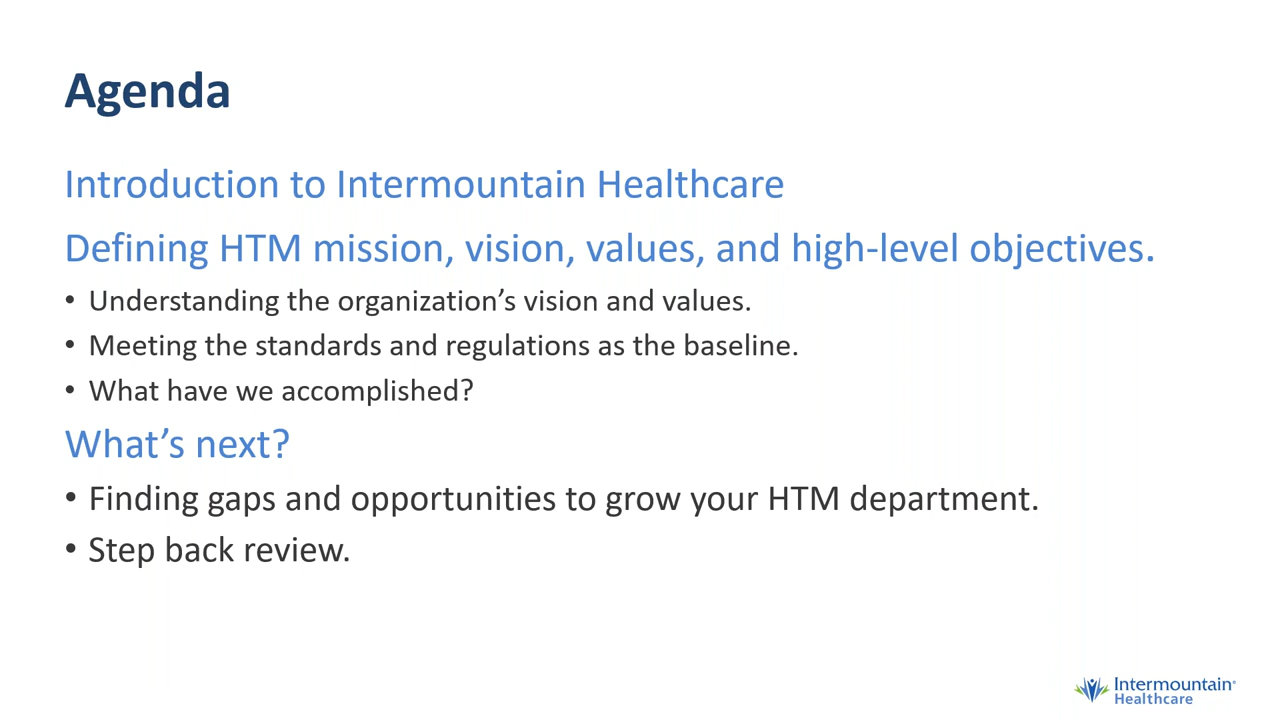 Agenda
Introduction to Intermountain Healthcare
Defining HTM mission, vision, values, and high-level objectives.
• Understanding the organization’s vision and values.
• Meeting the standards and regulations as the baseline.
• What have we accomplished?
What’s next?
• Finding gaps and opportunities to grow your HTM department.
• Step back review.
Intermountain®
Healthcare